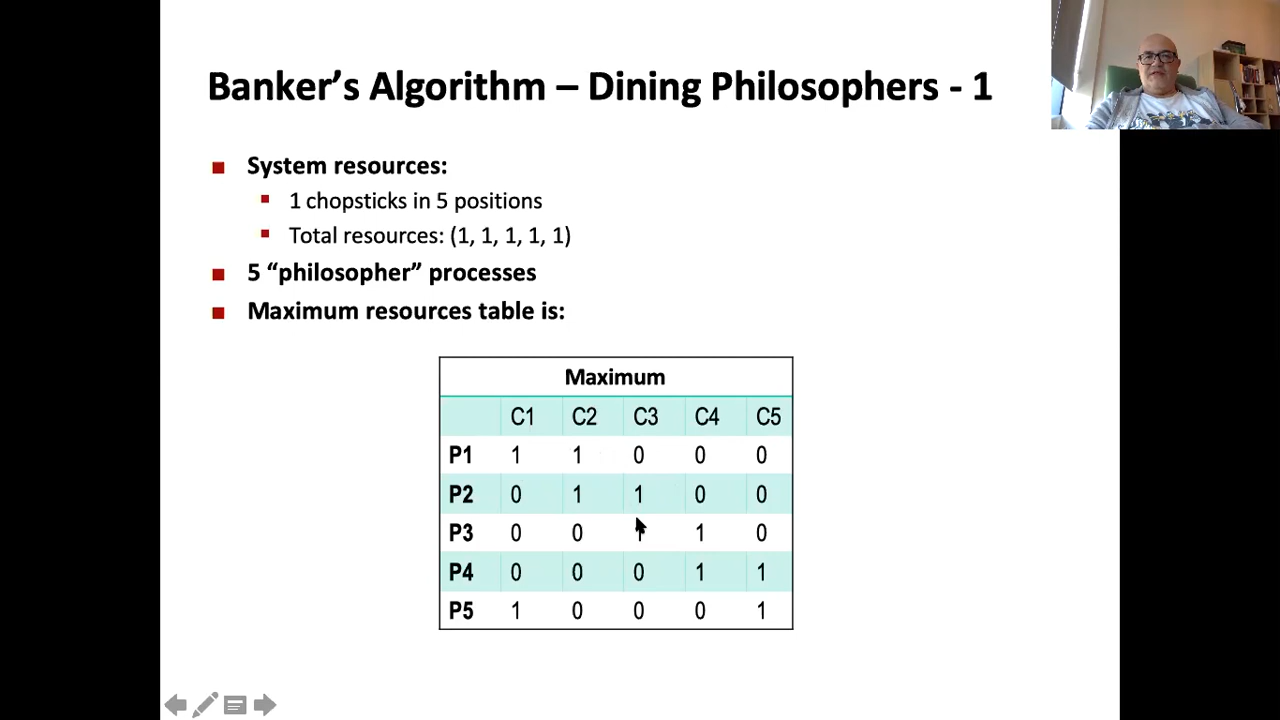 Banker's Algorithm – Dining Philosophers - 1
System resources:
1 chopsticks in 5 positions
Total resources: (1, 1, 1, 1, 1)
5 “philosopher” processes
Maximum resources table is:
Maximum
C1 C2 C3 C4 C5
P1 1 1 0 0 0
P2 0 1 1 0 0
P3 0 0 1 1 0
P4 0 0 0 1 1
P5 1 0 0 0 1